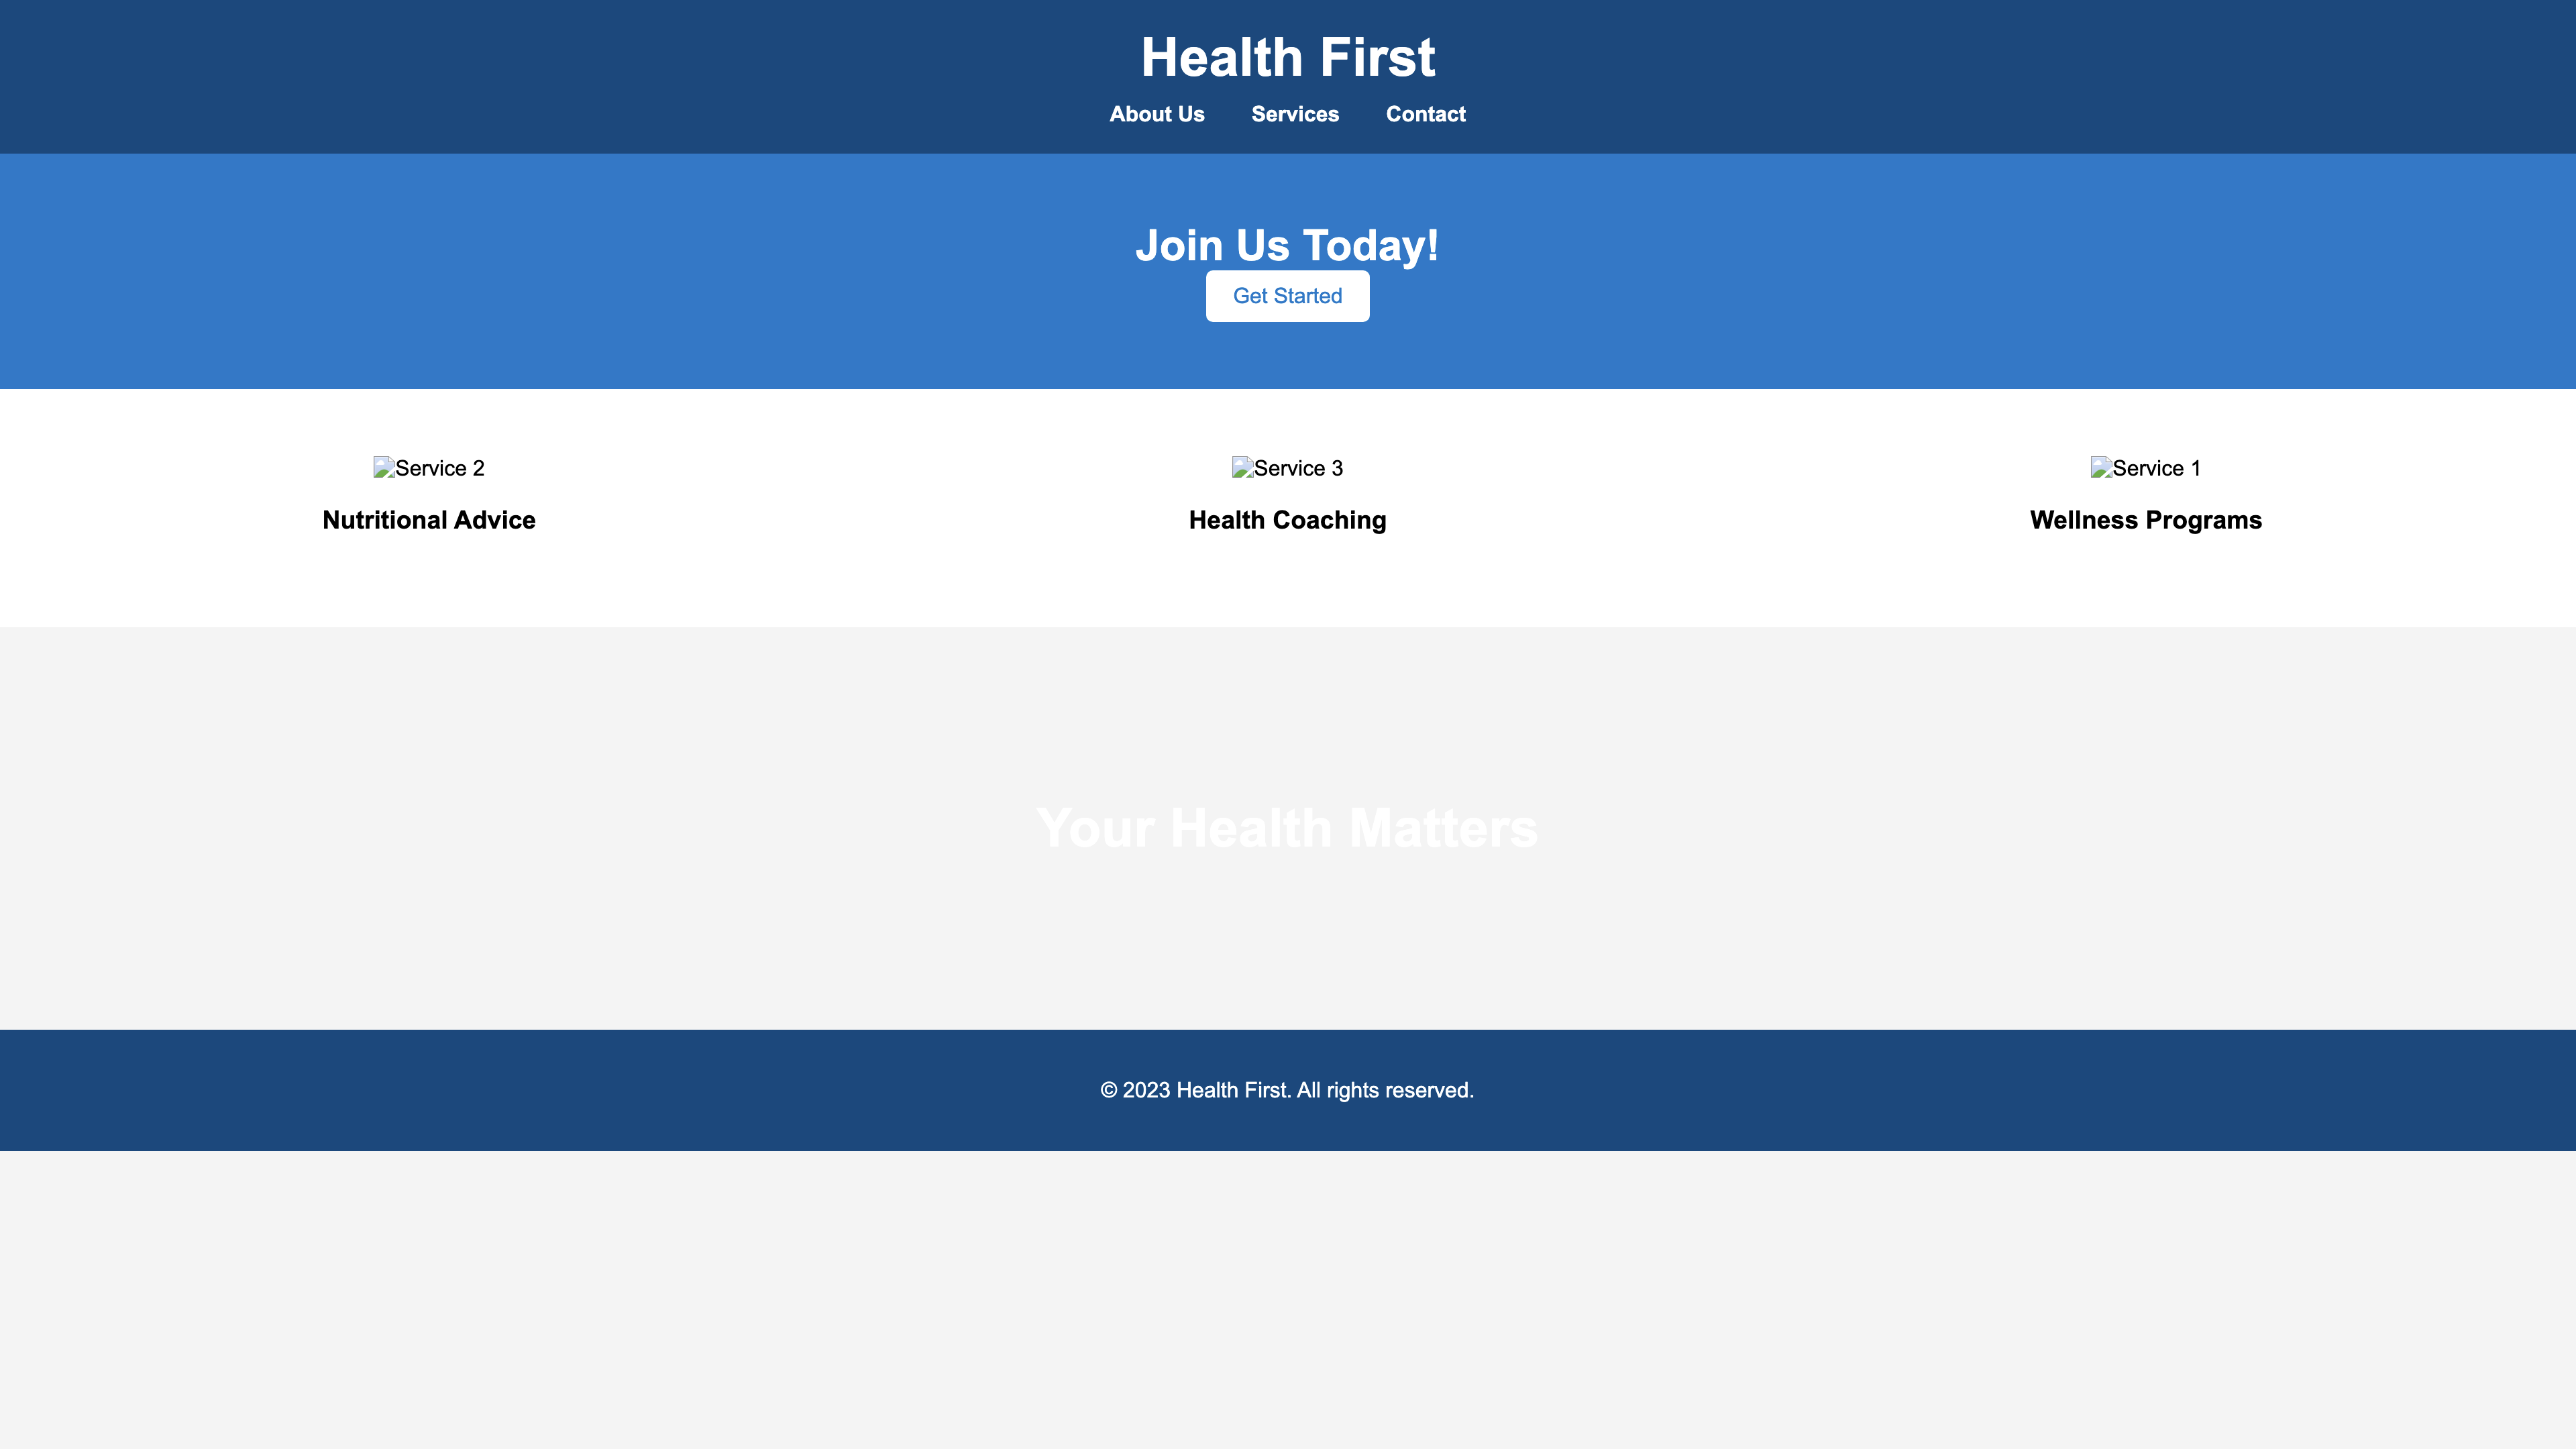 Health First
About Us Services Contact
Join Us Today!
Get Started
Service 2 Service 3 Service 1
Nutritional Advice Health Coaching Wellness Programs
Your Health Matters
© 2023 Health First. All rights reserved.